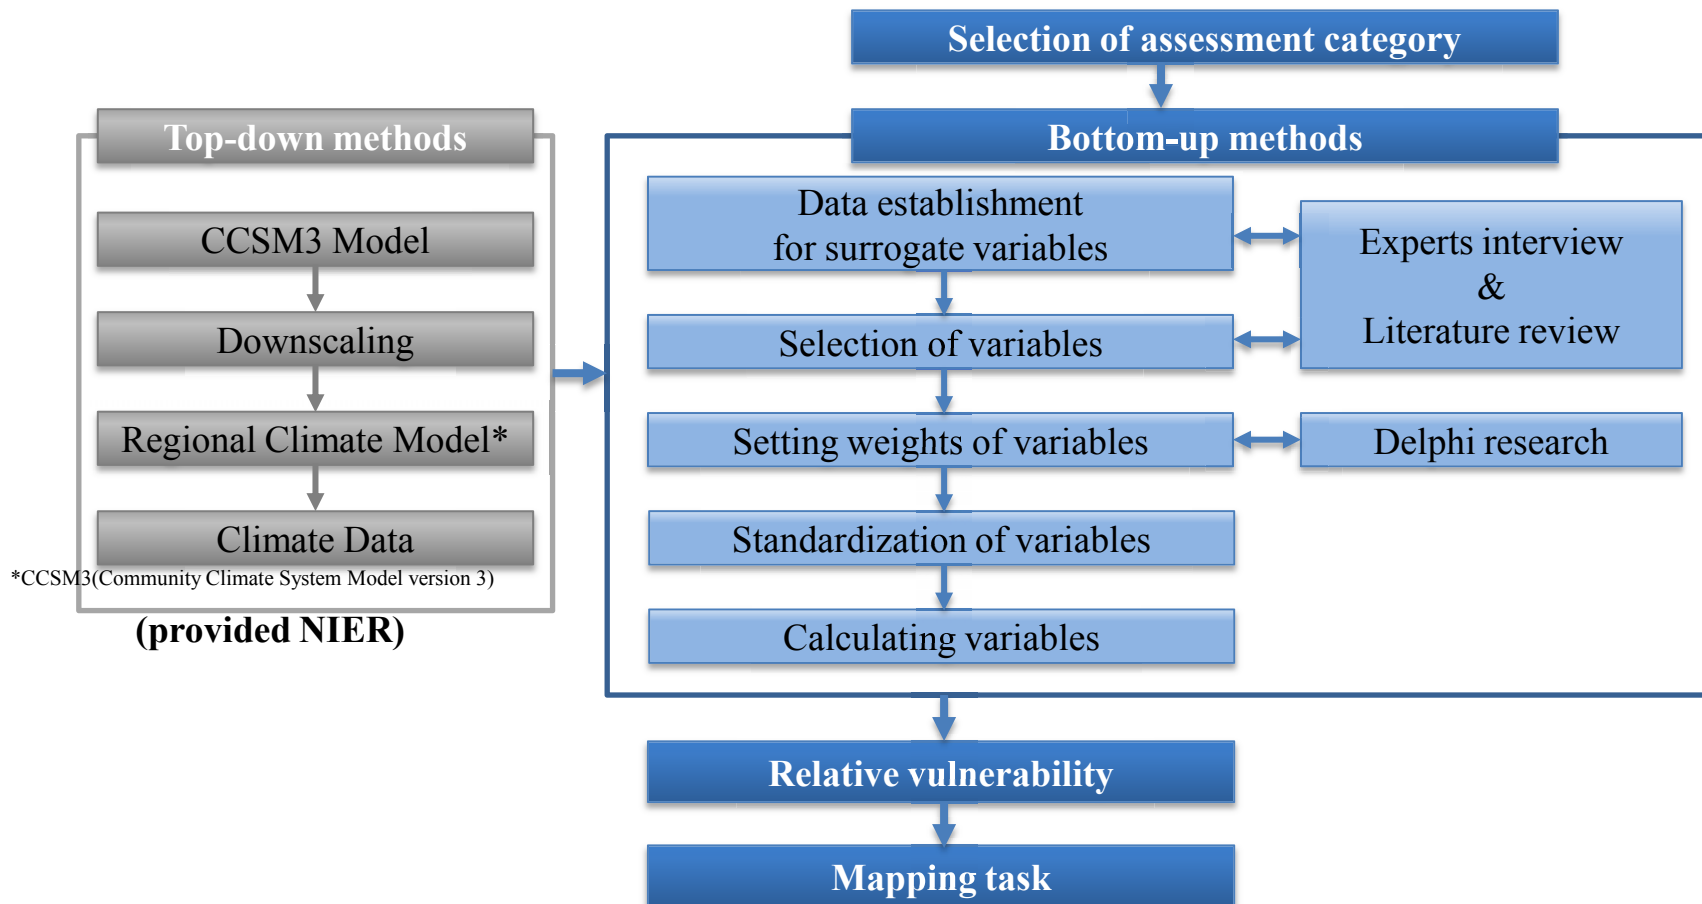 Selection of assessment category
Top-down methods
CCSM3 Model
Downscaling
Regional Climate Model*
Climate Data
*CCSM3(Community Climate System Model version 3)
(provided NIER)
Bottom-up methods
Data establishment
for surrogate variables
Selection of variables
Setting weights of variables
Standardization of variables
Calculating variables
Experts interview
&
Literature review
Delphi research
Relative vulnerability
Mapping task